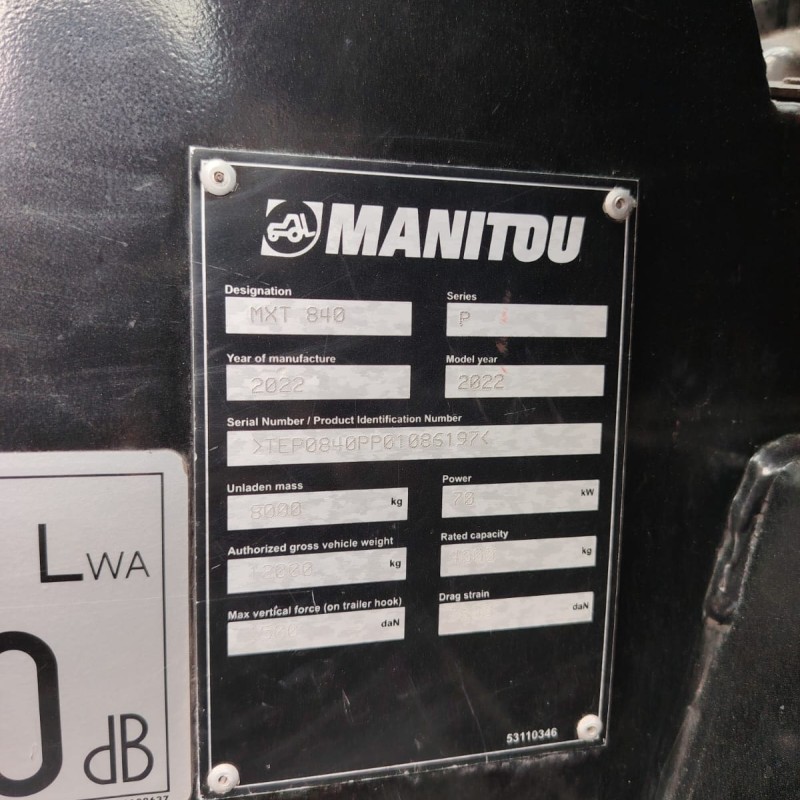 MANITOU
Designation
MXT 840
Series
P
Year of manufacture
2022
Model year
2022
Serial Number / Product Identification Number
>TEP0840PP01086197<
Unladen mass
8000 kg
Power
70 kW
Authorized gross vehicle weight
kg
Rated capacity
kg
Max vertical force (on trailer hook)
daN
Drag strain
daN
53110346
LWA
0
dB